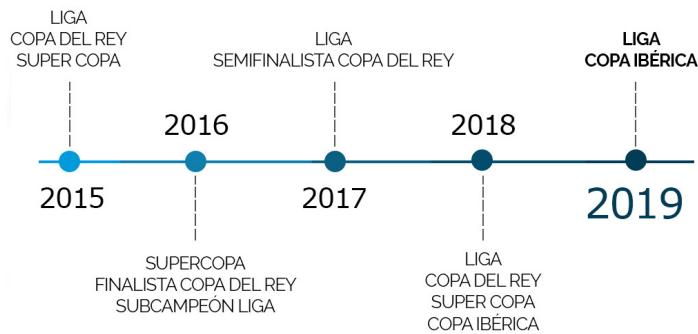 LIGA
COPA DEL REY
SUPER COPA
2015
2016
SUPERCOPA
FINALISTA COPA DEL REY
SUBCAMPEÓN LIGA
LIGA
SEMIFINALISTA COPA DEL REY
2017
2018
LIGA
COPA DEL REY
SUPER COPA
COPA IBÉRICA
LIGA
COPA IBÉRICA
2019